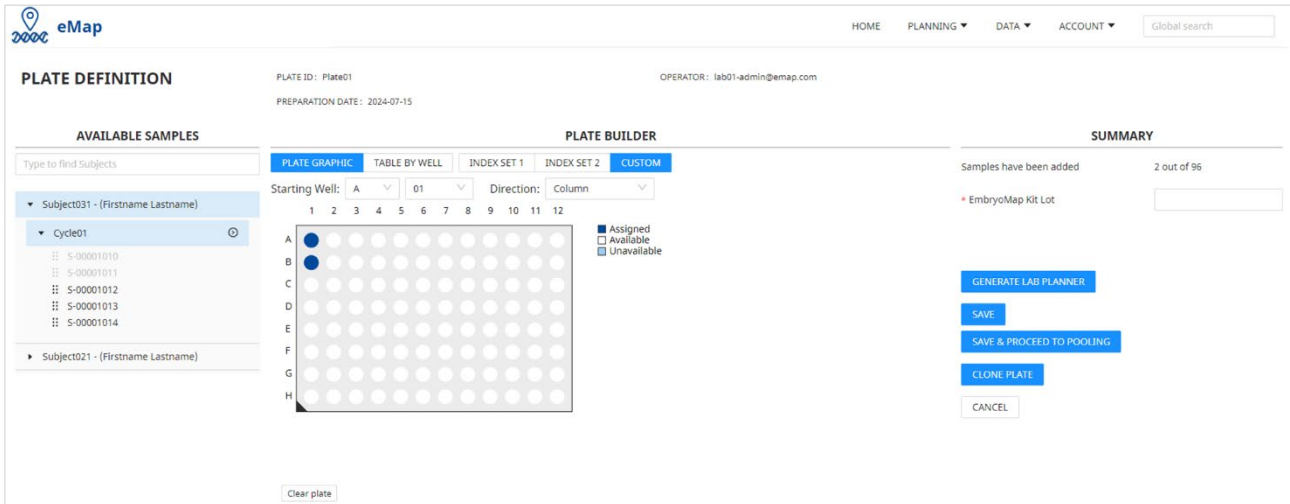 eMap
HOME PLANNING DATA ACCOUNT Global search
PLATE DEFINITION
PLATE ID: Plate01
OPERATOR: lab01-admin@emap.com
PREPARATION DATE: 2024-07-15
AVAILABLE SAMPLES
Type to find Subjects
Subject031 - (Firstname Lastname)
Cycle01
S-00001010
S-00001011
S-00001012
S-00001013
S-00001014
Subject021 - (Firstname Lastname)
PLATE BUILDER
PLATE GRAPHIC TABLE BY WELL INDEX SET 1 INDEX SET 2 CUSTOM
Starting Well: A 01 Direction: Column
1 2 3 4 5 6 7 8 9 10 11 12
A
B
C
D
E
F
G
H
Assigned
Available
Unavailable
Clear plate
SUMMARY
Samples have been added 2 out of 96
* EmbryoMap Kit Lot
GENERATE LAB PLANNER
SAVE
SAVE & PROCEED TO POOLING
CLONE PLATE
CANCEL